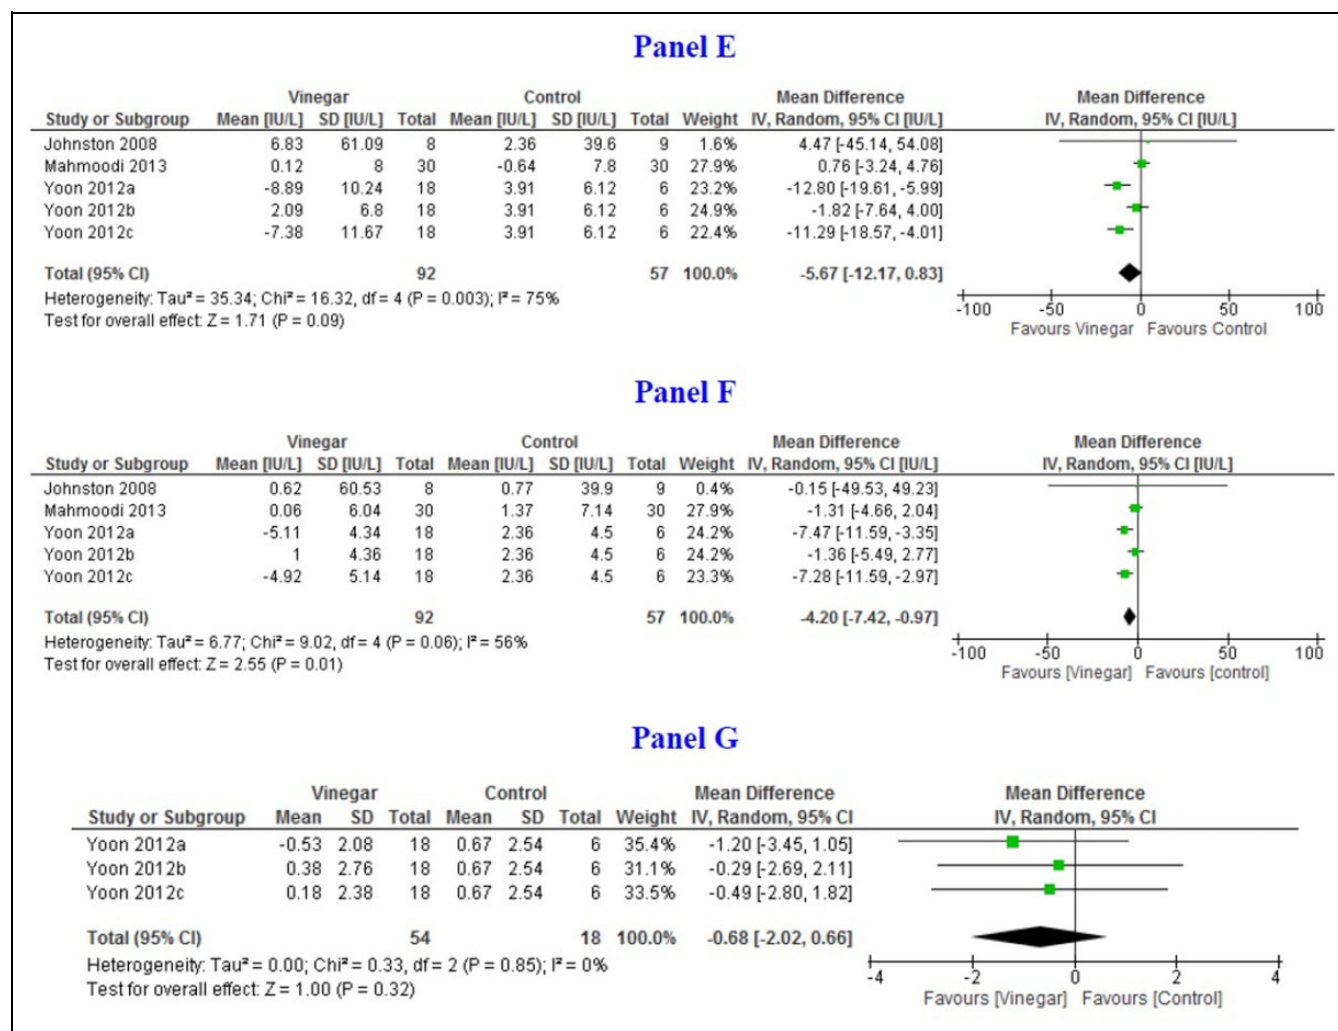 Panel E
Vinegar Control Mean Difference Mean Difference
Study or Subgroup Mean [IU/L] SD [IU/L] Total Mean [IU/L] SD [IU/L] Total Weight IV, Random, 95% CI [IU/L] IV, Random, 95% CI [IU/L]
Johnston 2008 6.83 61.09 8 2.36 39.6 9 1.6% 4.47 [-45.14, 54.08]
Mahmoodi 2013 0.12 8 30 -0.64 7.8 30 27.9% 0.76 [-3.24, 4.76]
Yoon 2012a -8.89 10.24 18 3.91 6.12 6 23.2% -12.80 [-19.61, -5.99]
Yoon 2012b 2.09 6.8 18 3.91 6.12 6 24.9% -1.82 [-7.64, 4.00]
Yoon 2012c -7.38 11.67 18 3.91 6.12 6 22.4% -11.29 [-18.57, -4.01]
Total (95% CI) 92 57 100.0% -5.67 [-12.17, 0.83]
Heterogeneity: Tau² = 35.34; Chi² = 16.32, df = 4 (P = 0.003); I² = 75%
Test for overall effect: Z = 1.71 (P = 0.09)
-100 -50 0 50 100
Favours Vinegar Favours Control
Panel F
Vinegar Control Mean Difference Mean Difference
Study or Subgroup Mean [IU/L] SD [IU/L] Total Mean [IU/L] SD [IU/L] Total Weight IV, Random, 95% CI [IU/L] IV, Random, 95% CI [IU/L]
Johnston 2008 0.62 60.53 8 0.77 39.9 9 0.4% -0.15 [-49.53, 49.23]
Mahmoodi 2013 0.06 6.04 30 1.37 7.14 30 27.9% -1.31 [-4.66, 2.04]
Yoon 2012a -5.11 4.34 18 2.36 4.5 6 24.2% -7.47 [-11.59, -3.35]
Yoon 2012b 1 4.36 18 2.36 4.5 6 24.2% -1.36 [-5.49, 2.77]
Yoon 2012c -4.92 5.14 18 2.36 4.5 6 23.3% -7.28 [-11.59, -2.97]
Total (95% CI) 92 57 100.0% -4.20 [-7.42, -0.97]
Heterogeneity: Tau² = 6.77; Chi² = 9.02, df = 4 (P = 0.06); I² = 56%
Test for overall effect: Z = 2.55 (P = 0.01)
-100 -50 0 50 100
Favours [Vinegar] Favours [control]
Panel G
Vinegar Control Mean Difference Mean Difference
Study or Subgroup Mean SD Total Mean SD Total Weight IV, Random, 95% CI IV, Random, 95% CI
Yoon 2012a -0.53 2.08 18 0.67 2.54 6 35.4% -1.20 [-3.45, 1.05]
Yoon 2012b 0.38 2.76 18 0.67 2.54 6 31.1% -0.29 [-2.69, 2.11]
Yoon 2012c 0.18 2.38 18 0.67 2.54 6 33.5% -0.49 [-2.80, 1.82]
Total (95% CI) 54 18 100.0% -0.68 [-2.02, 0.66]
Heterogeneity: Tau² = 0.00; Chi² = 0.33, df = 2 (P = 0.85); I² = 0%
Test for overall effect: Z = 1.00 (P = 0.32)
-4 -2 0 2 4
Favours [Vinegar] Favours [Control]